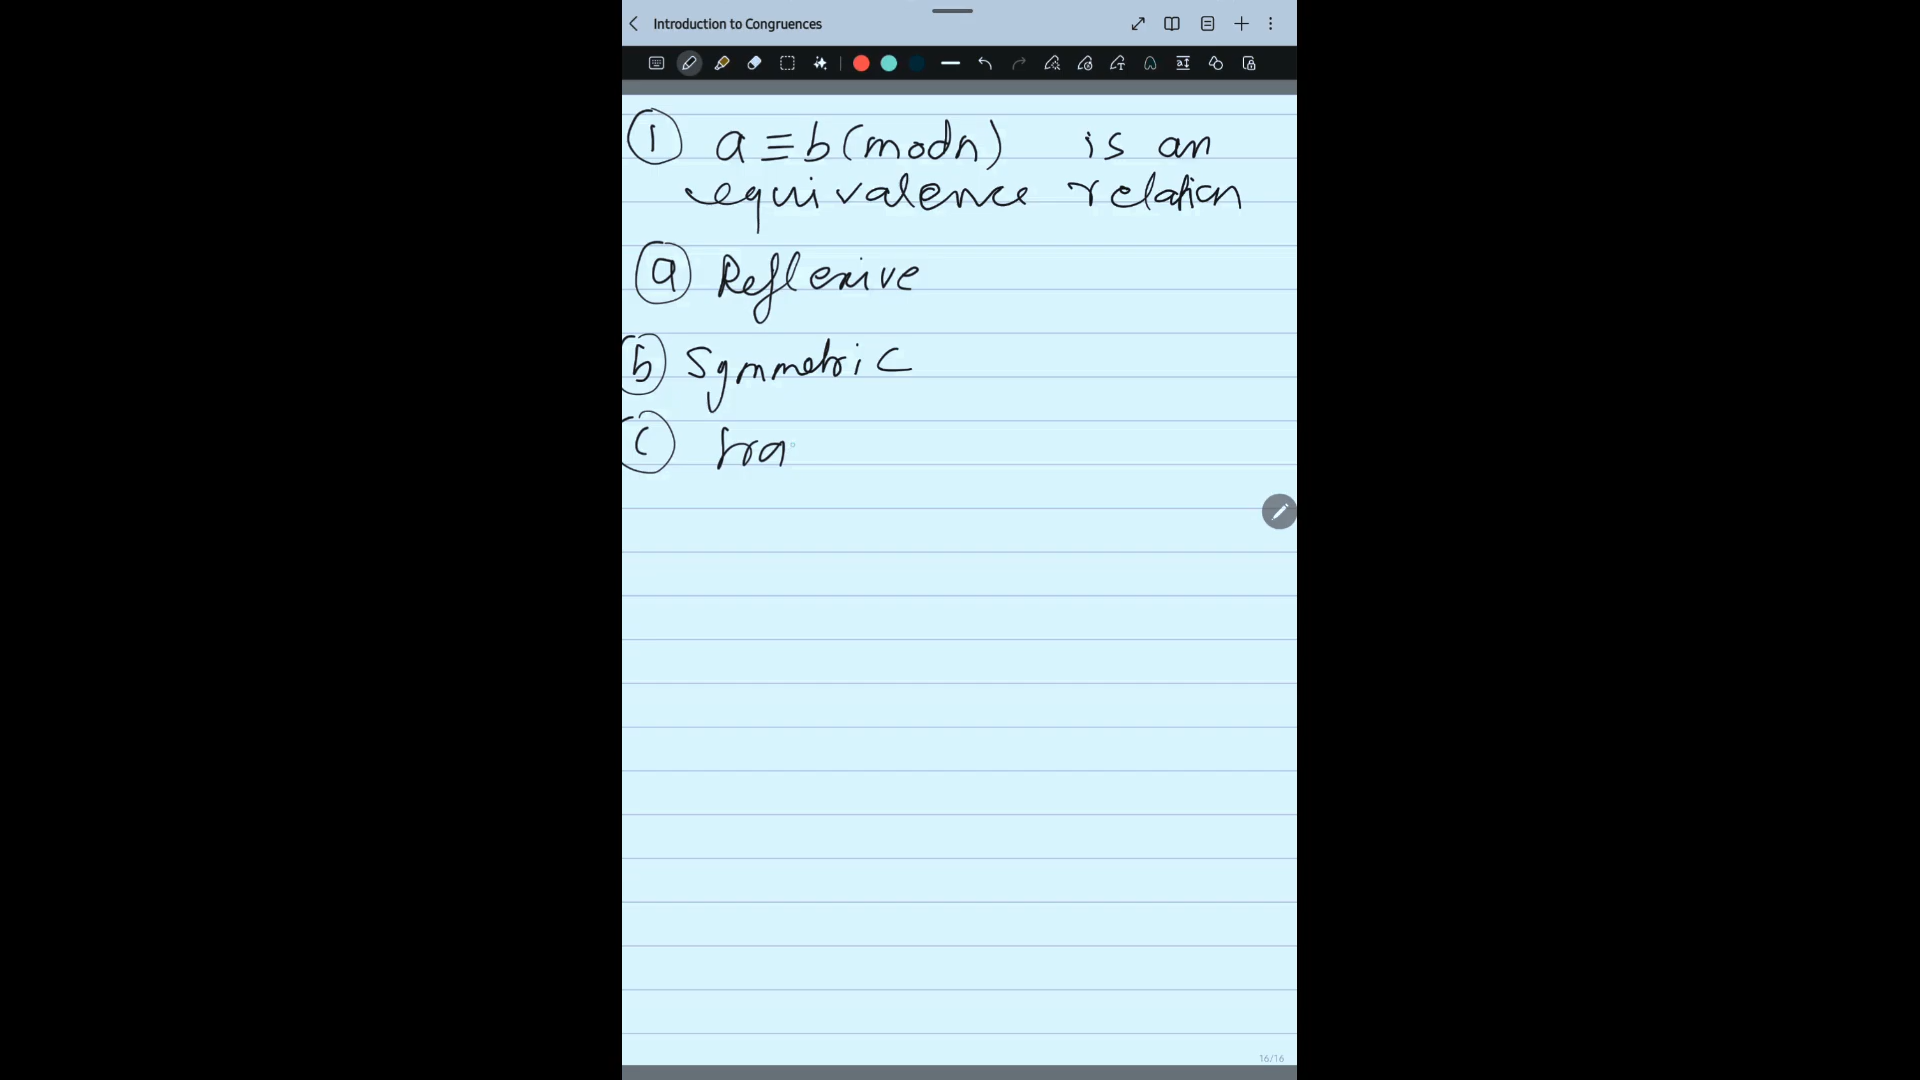 Introduction to Congruences
① a ≡ b (mod n) is an
equivalence relation
ⓐ Reflexive
ⓑ Symmetric
ⓒ tra
16/16